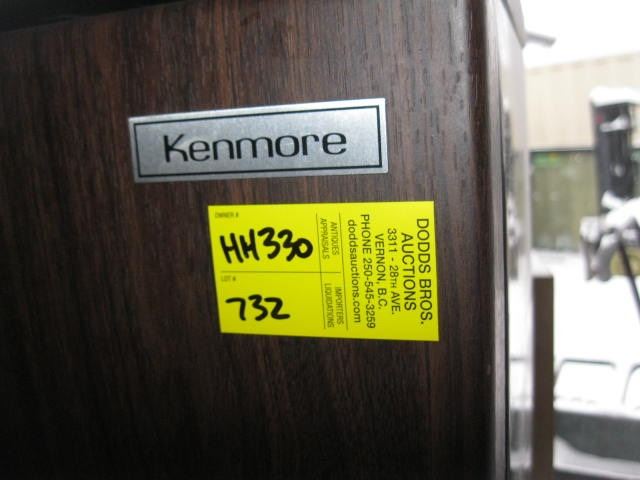 Kenmore
OWNER #
HH330
LOT #
732
ANTIQUES
APPRAISALS
IMPORTERS
LIQUIDATIONS
DODDS BROS.
AUCTIONS
3311 - 28TH AVE.
VERNON, B.C.
PHONE 250-545-3259
doddsauctions.com